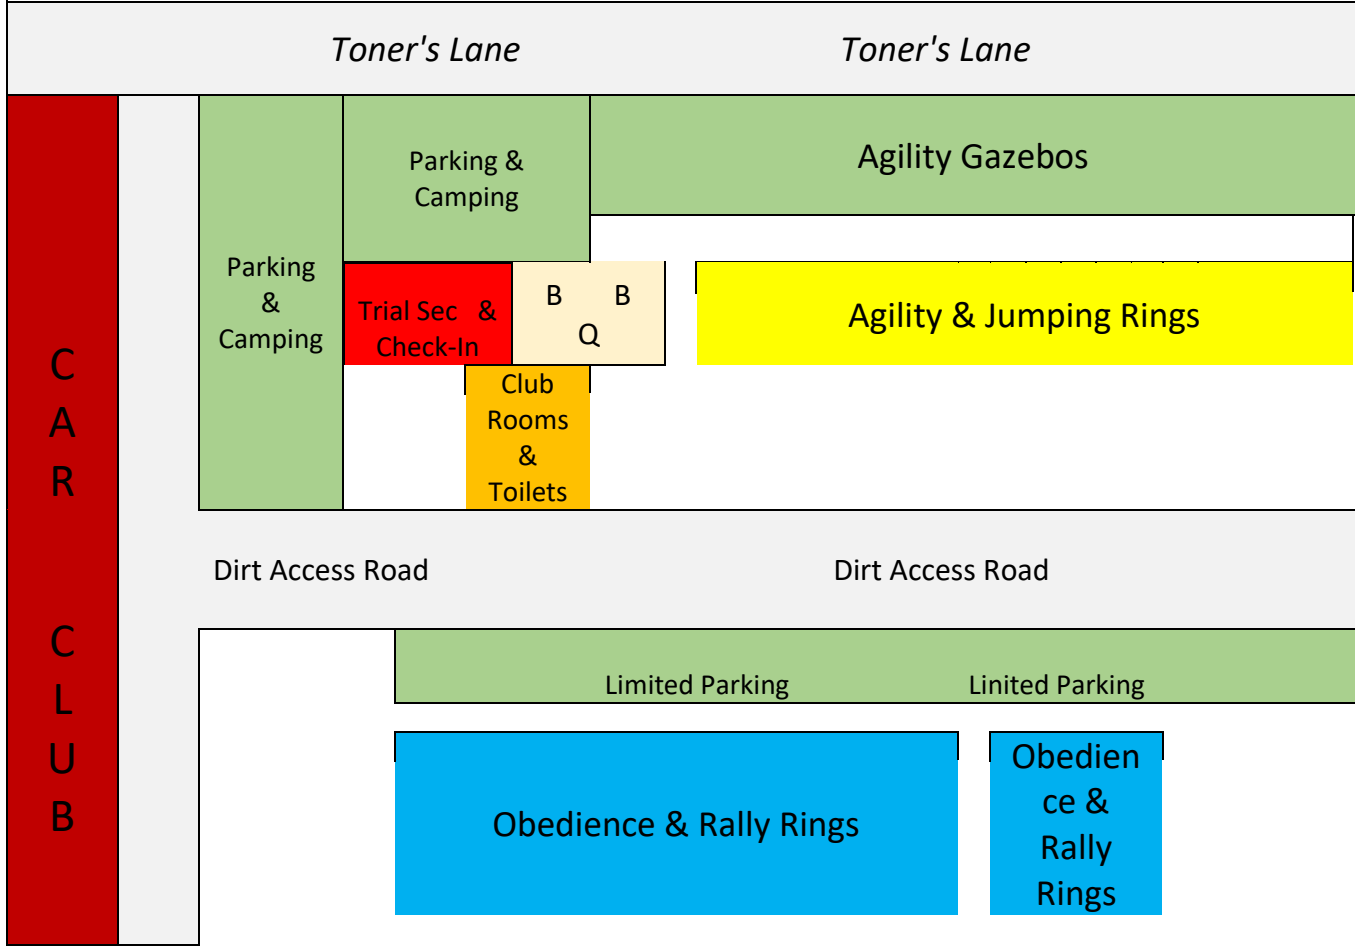 Toner's Lane Toner's Lane
Parking &
Camping
Agility Gazebos
Parking
&
Camping
Trial Sec & 
Check-In
B B
Q
Agility & Jumping Rings
Club
Rooms
&
Toilets
C
A
R
C
L
U
B
Dirt Access Road Dirt Access Road
Limited Parking Linited Parking
Obedience & Rally Rings
Obedien
ce &
Rally
Rings